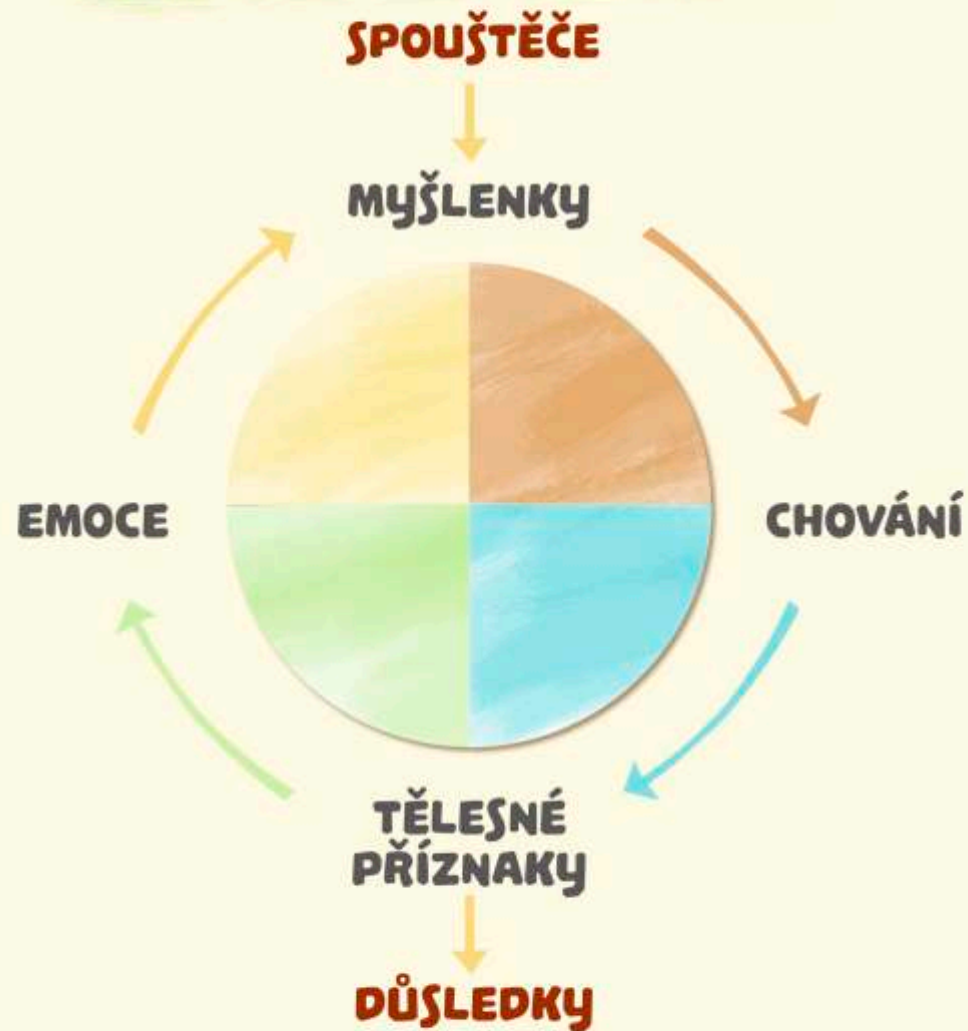 SPOUŠTĚČE
MYŠLENKY
EMOCE
CHOVÁNÍ
TĚLESNÉ
PŘÍZNAKY
DŮSLEDKY